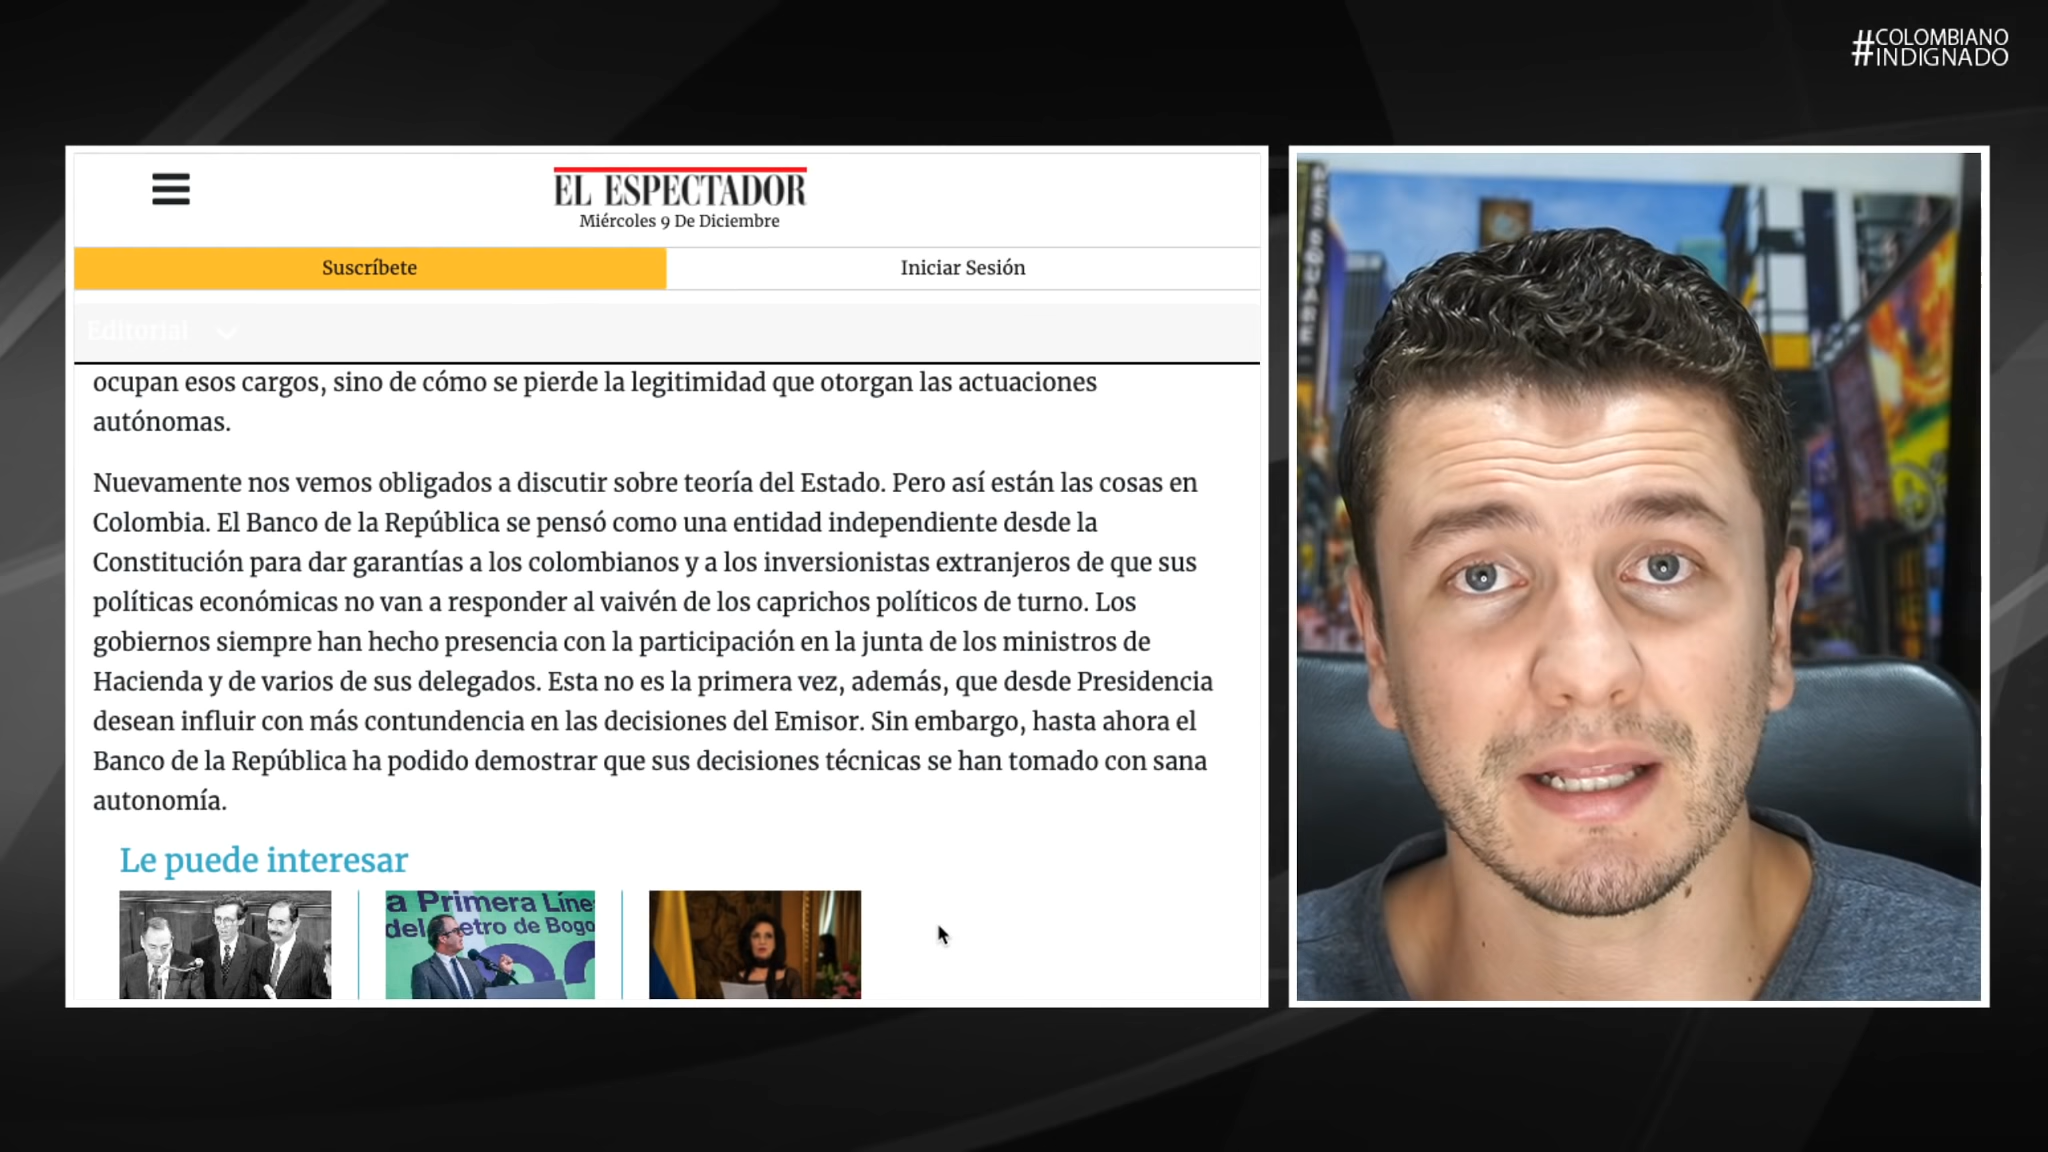 #COLOMBIANO
INDIGNADO
EL ESPECTADOR
Miércoles 9 De Diciembre
Suscríbete
Iniciar Sesión
Editorial
ocupan esos cargos, sino de cómo se pierde la legitimidad que otorgan las actuaciones
autónomas.
Nuevamente nos vemos obligados a discutir sobre teoría del Estado. Pero así están las cosas en
Colombia. El Banco de la República se pensó como una entidad independiente desde la
Constitución para dar garantías a los colombianos y a los inversionistas extranjeros de que sus
políticas económicas no van a responder al vaivén de los caprichos políticos de turno. Los
gobiernos siempre han hecho presencia con la participación en la junta de los ministros de
Hacienda y de varios de sus delegados. Esta no es la primera vez, además, que desde Presidencia
desean influir con más contundencia en las decisiones del Emisor. Sin embargo, hasta ahora el
Banco de la República ha podido demostrar que sus decisiones técnicas se han tomado con sana
autonomía.
Le puede interesar
a Primera Líne
del etro de Bogo